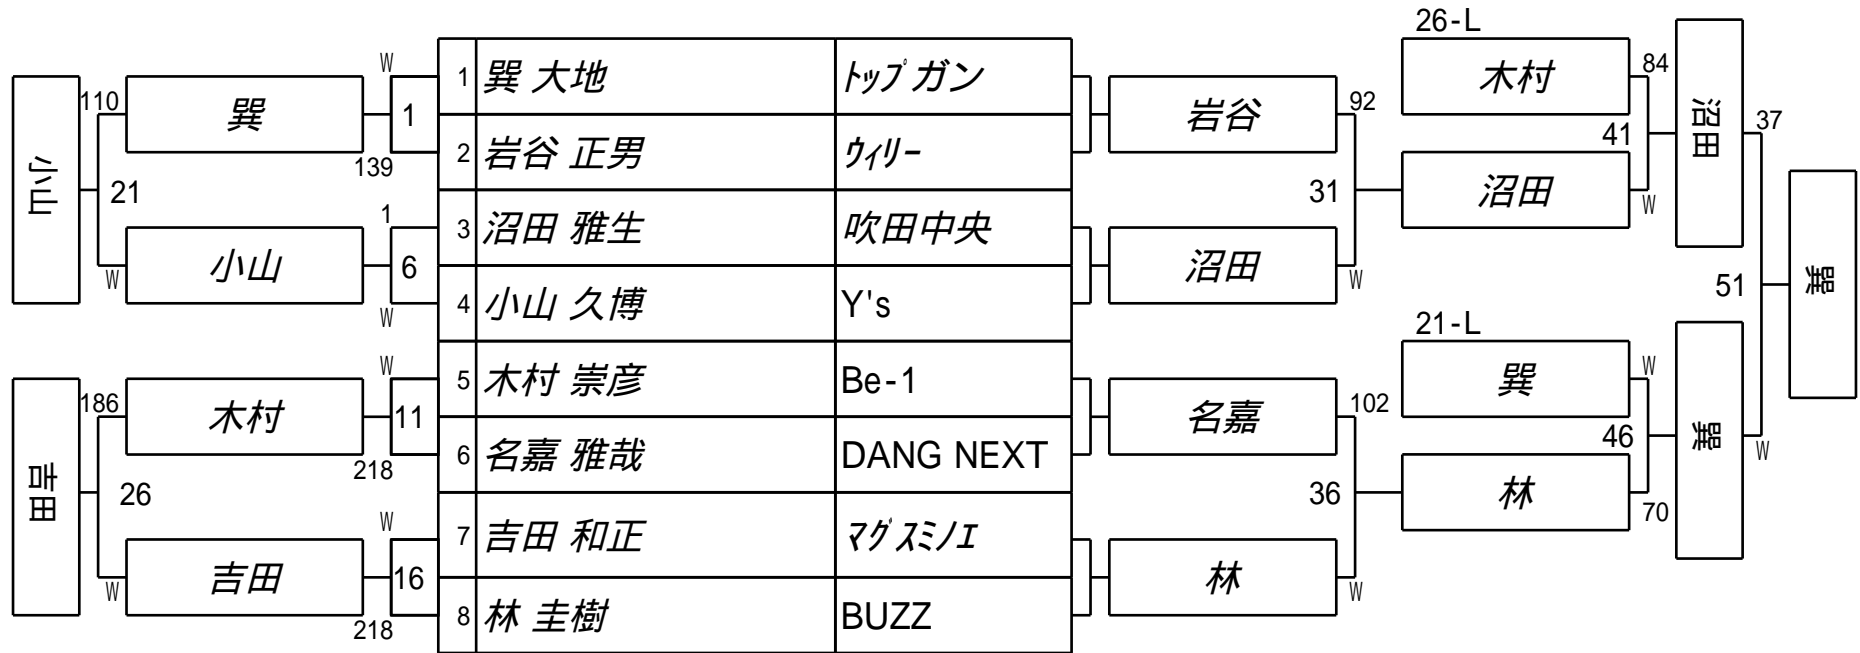 26-L
W
1 巽 大地 トップガン
木村
84
110
巽
1
岩谷
92
沼田
37
139
2 岩谷 正男 ウィリー
41
小山
21
31
沼田
W
1
3 沼田 雅生 吹田中央
小山
6
沼田
W
W
W
4 小山 久博 Y's
51
巽
21-L
W
5 木村 崇彦 Be-1
巽
W
186
木村
11
名嘉
102
46
巽
W
218
6 名嘉 雅哉 DANG NEXT
吉田
26
36
林
70
W
7 吉田 和正 マグスミノエ
吉田
16
林
W
W
218
8 林 圭樹 BUZZ